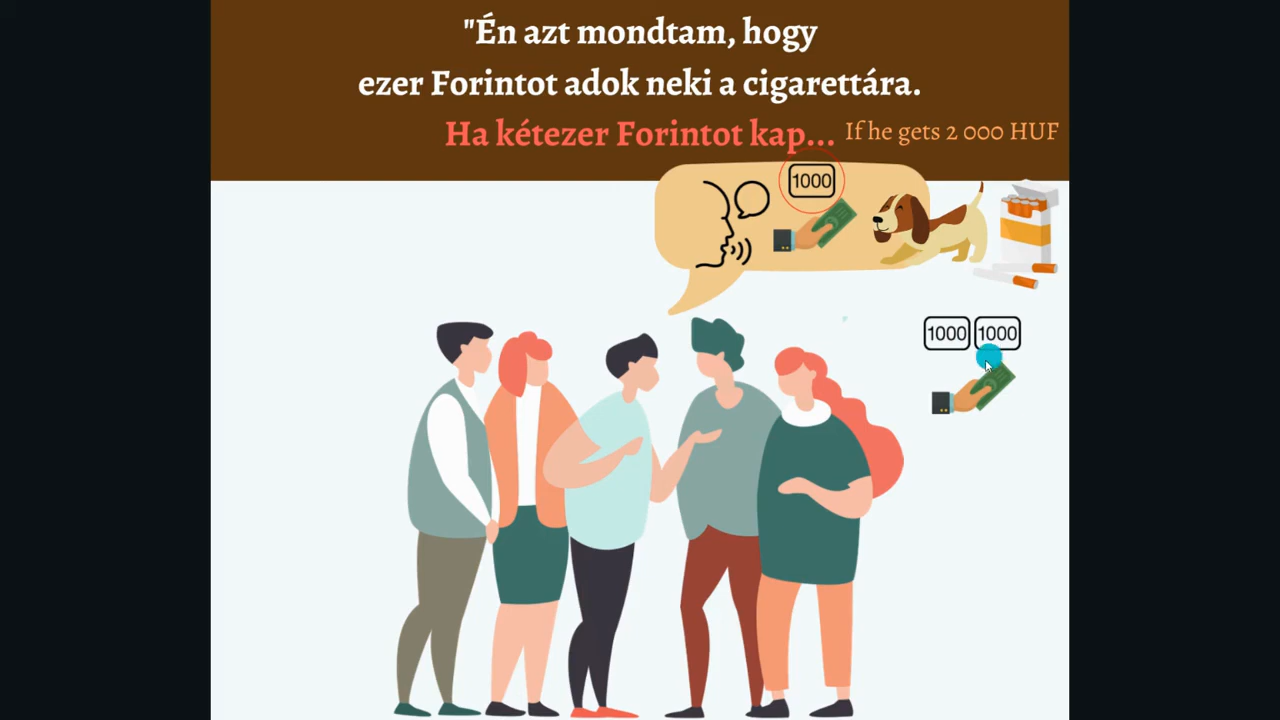 "Én azt mondtam, hogy
ezer Forintot adok neki a cigarettára.
Ha kétezer Forintot kap... If he gets 2 000 HUF
1000
1000 1000